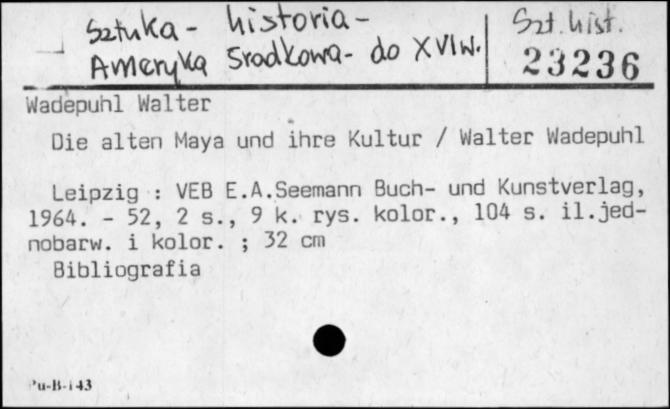 Sztuka - historia -
Ameryka Środkowa - do XVI w.
Szt. hist.
23236
Wadepuhl Walter
Die alten Maya und ihre Kultur / Walter Wadepuhl
Leipzig : VEB E.A.Seemann Buch- und Kunstverlag,
1964. - 52, 2 s., 9 k. rys. kolor., 104 s. il.jed-
nobarw. i kolor. ; 32 cm
Bibliografia
Pu-B-143